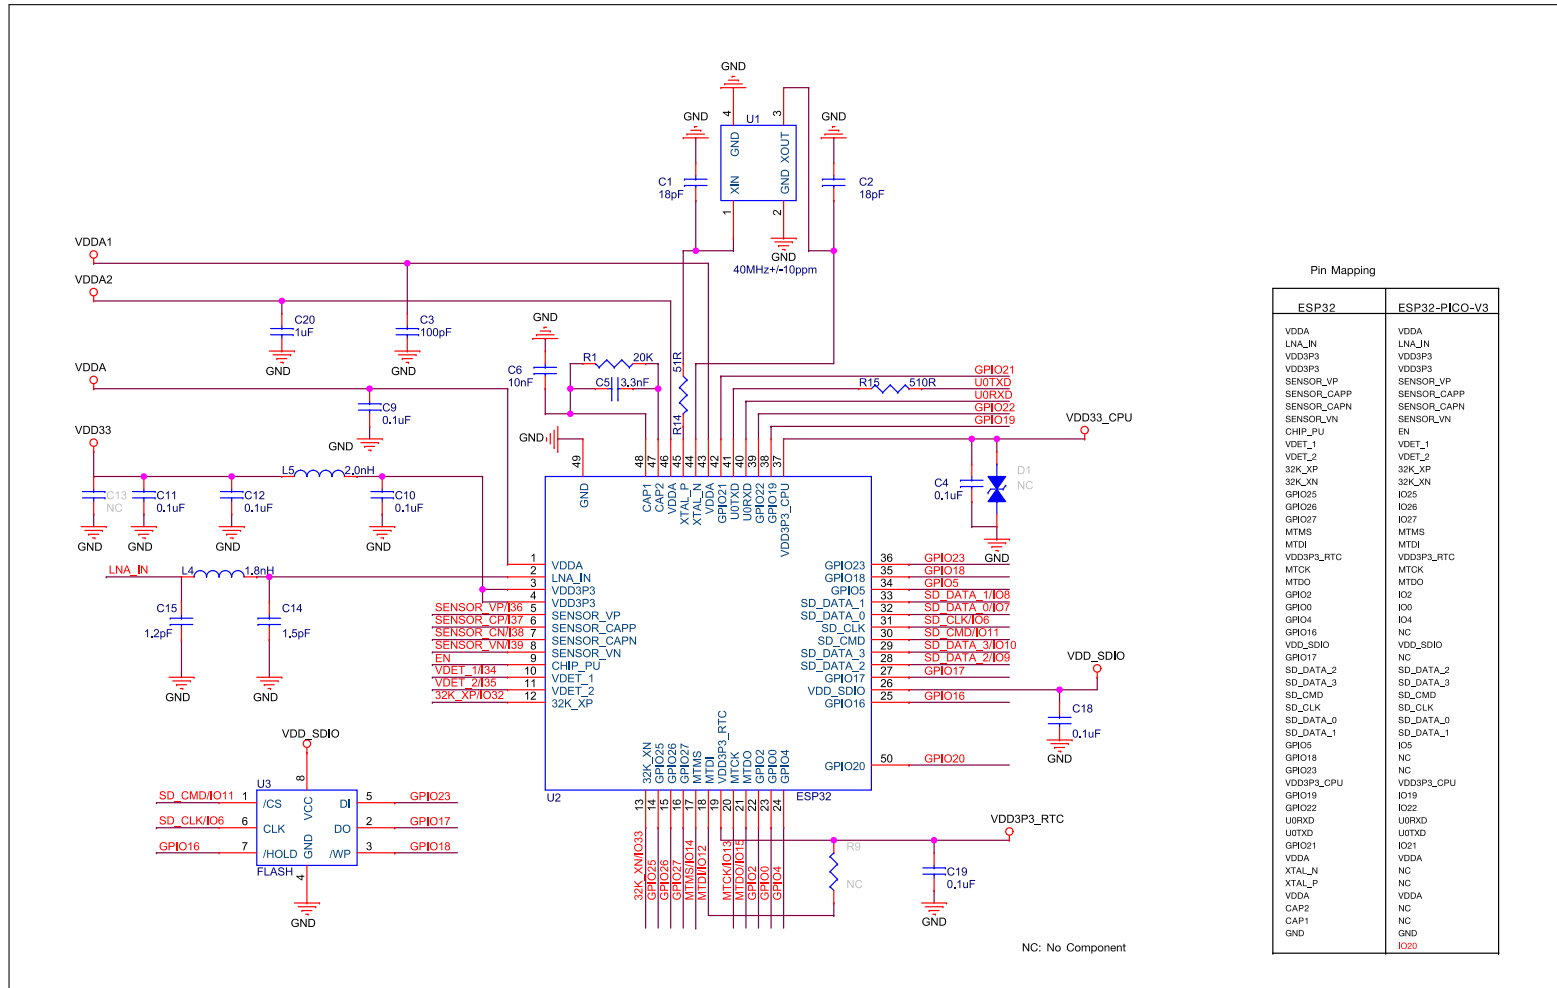 GND
4
3
U1
GND
GND
GND
XOUT
XIN
GND
C1
18pF
C2
18pF
1
2
GND
40MHz+/-10ppm
VDDA1
VDDA2
C20
1uF
GND
C3
100pF
GND
VDDA
C9
0.1uF
GND
VDD33
L5
2.0nH
C13
NC
C11
0.1uF
C12
0.1uF
C10
0.1uF
GND
GND
GND
GND
LNA_IN
L4
1.8nH
C15
1.2pF
C14
1.5pF
GND
GND
GND
C6
10nF
R1
20K
C5
3.3nF
51R
R14
GND
R15
510R
GPIO21
U0TXD
U0RXD
GPIO22
GPIO19
VDD33_CPU
C4
0.1uF
D1
NC
GND
49
48
47
46
45
44
43
42
41
40
39
38
37
GND
CAP1
CAP2
VDDA
XTAL_P
XTAL_N
VDDA
GPIO21
U0TXD
U0RXD
GPIO22
GPIO19
VDD3P3_CPU
1 VDDA
2 LNA_IN
3 VDD3P3
4 VDD3P3
SENSOR_VP/I36 5 SENSOR_VP
SENSOR_CP/I37 6 SENSOR_CAPP
SENSOR_CN/I38 7 SENSOR_CAPN
SENSOR_VN/I39 8 SENSOR_VN
EN 9 CHIP_PU
VDET_1/I34 10 VDET_1
VDET_2/I35 11 VDET_2
32K_XP/IO32 12 32K_XP
GPIO23 36 GPIO23
GPIO18 35 GPIO18
GPIO5 34 GPIO5
SD_DATA_1 33 SD_DATA_1/IO8
SD_DATA_0 32 SD_DATA_0/IO7
SD_CLK 31 SD_CLK/IO6
SD_CMD 30 SD_CMD/IO11
SD_DATA_3 29 SD_DATA_3/IO10
SD_DATA_2 28 SD_DATA_2/IO9
GPIO17 27 GPIO17
VDD_SDIO 26
GPIO16 25 GPIO16
GPIO20 50 GPIO20
VDD_SDIO
C18
0.1uF
GND
32K_XN
GPIO25
GPIO26
GPIO27
MTMS
MTDI
VDD3P3_RTC
MTCK
MTDO
GPIO2
GPIO0
GPIO4
U2
ESP32
13
14
15
16
17
18
19
20
21
22
23
24
32K_XN/IO33
GPIO25
GPIO26
GPIO27
MTMS/IO14
MTDI/IO12
MTCK/IO13
MTDO/IO15
GPIO2
GPIO0
GPIO4
R9
NC
VDD3P3_RTC
C19
0.1uF
GND
VDD_SDIO
8
U3
SD_CMD/IO11 1 /CS
VCC
DI 5 GPIO23
SD_CLK/IO6 6 CLK
DO 2 GPIO17
GPIO16 7 /HOLD
GND
/WP 3 GPIO18
FLASH
4
GND
NC: No Component
Pin Mapping
ESP32 ESP32-PICO-V3
VDDA VDDA
LNA_IN LNA_IN
VDD3P3 VDD3P3
VDD3P3 VDD3P3
SENSOR_VP SENSOR_VP
SENSOR_CAPP SENSOR_CAPP
SENSOR_CAPN SENSOR_CAPN
SENSOR_VN SENSOR_VN
CHIP_PU EN
VDET_1 VDET_1
VDET_2 VDET_2
32K_XP 32K_XP
32K_XN 32K_XN
GPIO25 IO25
GPIO26 IO26
GPIO27 IO27
MTMS MTMS
MTDI MTDI
VDD3P3_RTC VDD3P3_RTC
MTCK MTCK
MTDO MTDO
GPIO2 IO2
GPIO0 IO0
GPIO4 IO4
GPIO16 NC
VDD_SDIO VDD_SDIO
GPIO17 NC
SD_DATA_2 SD_DATA_2
SD_DATA_3 SD_DATA_3
SD_CMD SD_CMD
SD_CLK SD_CLK
SD_DATA_0 SD_DATA_0
SD_DATA_1 SD_DATA_1
GPIO5 IO5
GPIO18 NC
GPIO23 NC
VDD3P3_CPU VDD3P3_CPU
GPIO19 IO19
GPIO22 IO22
U0RXD U0RXD
U0TXD U0TXD
GPIO21 IO21
VDDA VDDA
XTAL_N NC
XTAL_P NC
VDDA VDDA
CAP2 NC
CAP1 NC
GND GND
IO20